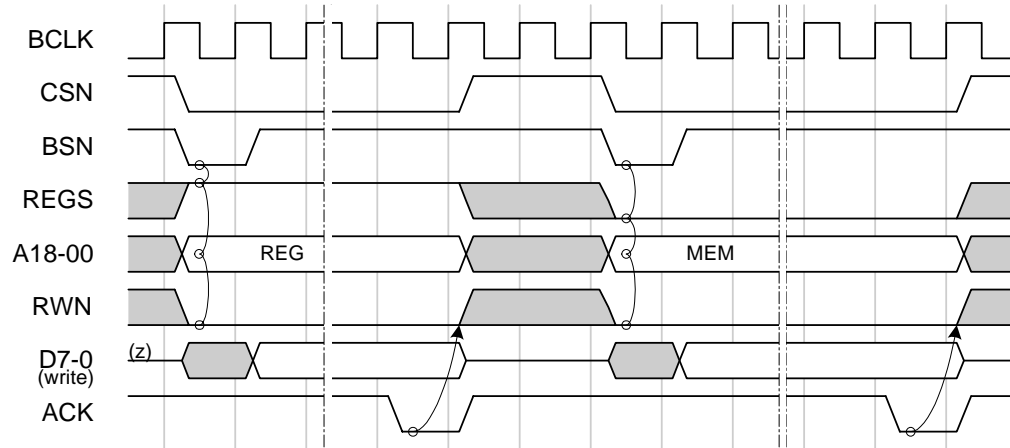 BCLK
CSN
BSN
REGS
A18-00
REG
MEM
RWN
D7-0
(z)
(write)
ACK